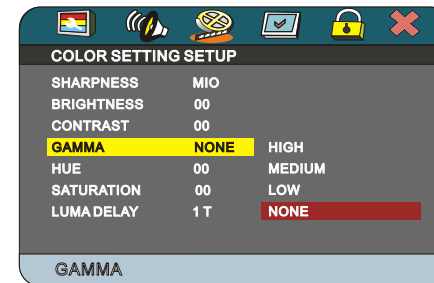 COLOR SETTING SETUP
SHARPNESS MIO
BRIGHTNESS 00
CONTRAST 00
GAMMA NONE HIGH
HUE 00 MEDIUM
SATURATION 00 LOW
LUMA DELAY 1 T NONE
GAMMA